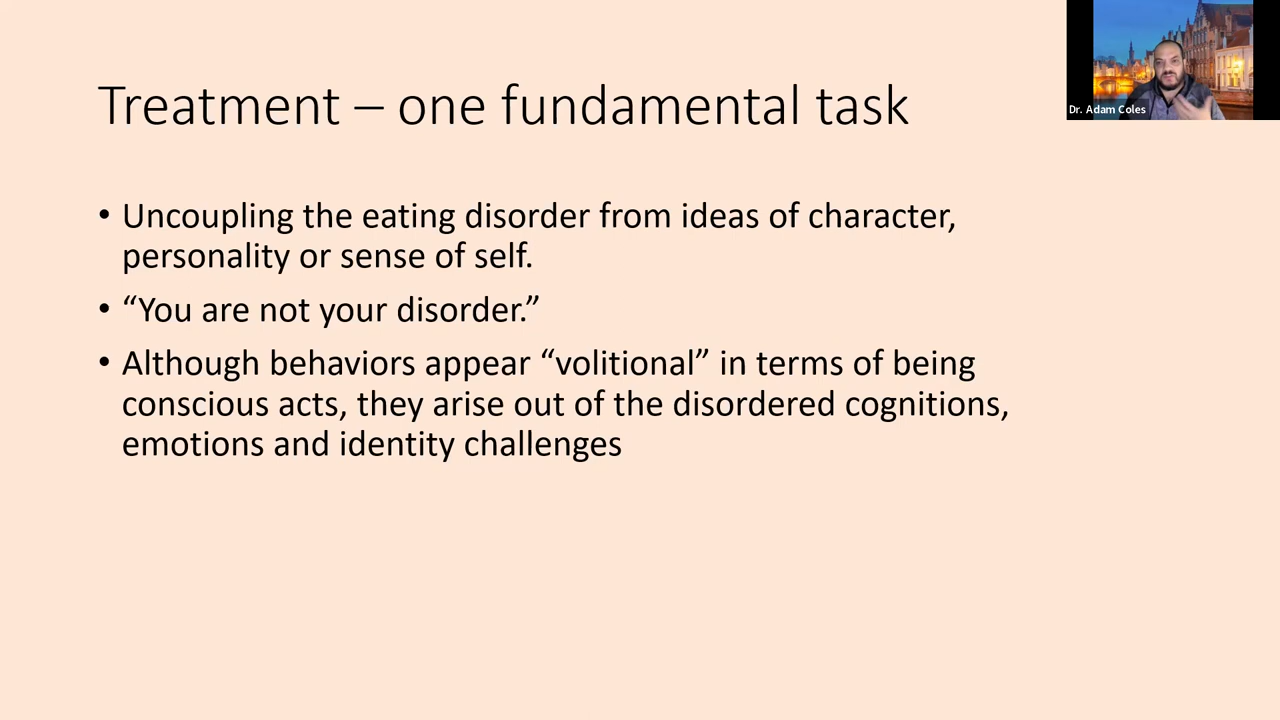 Treatment – one fundamental task
Dr. Adam Coles
• Uncoupling the eating disorder from ideas of character,
personality or sense of self.
• “You are not your disorder.”
• Although behaviors appear “volitional” in terms of being
conscious acts, they arise out of the disordered cognitions,
emotions and identity challenges